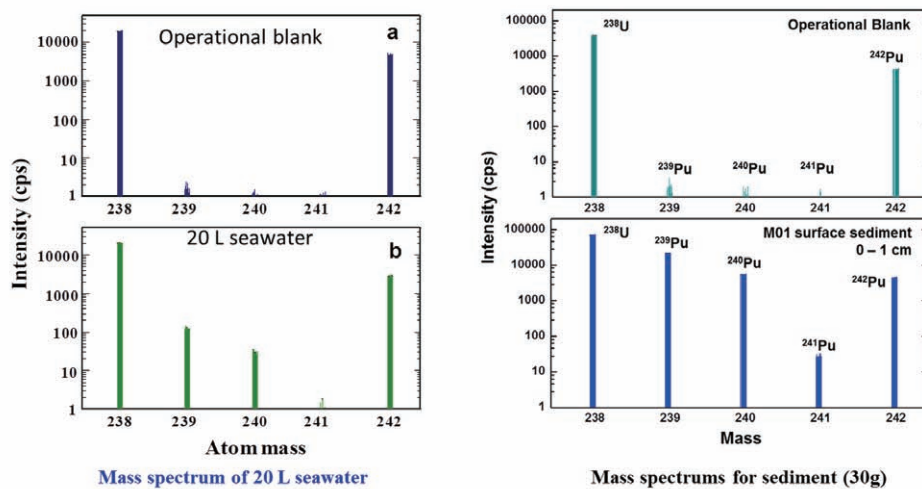 Operational blank
a
10000
1000
100
10
1
238 239 240 241 242
20 L seawater
b
10000
1000
100
10
1
238 239 240 241 242
Intensity (cps)
Atom mass
Mass spectrum of 20 L seawater
100000
10000
1000
100
10
1
238U
Operational Blank
242Pu
239Pu 240Pu 241Pu
238 239 240 241 242
100000
10000
1000
100
10
1
238U
M01 surface sediment
0 – 1 cm
239Pu
240Pu
242Pu
241Pu
238 239 240 241 242
Intensity (cps)
Mass
Mass spectrums for sediment (30g)